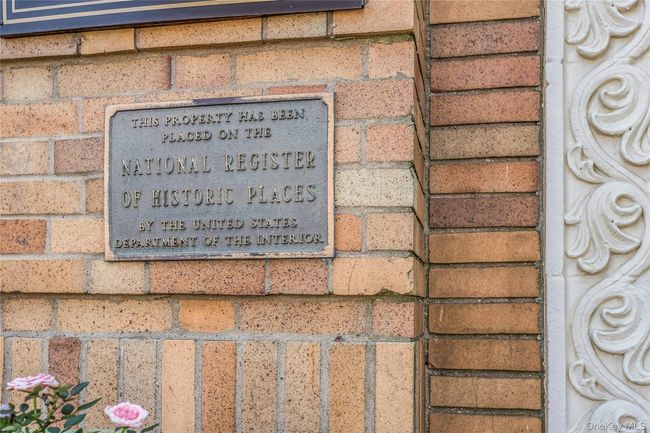 THIS PROPERTY HAS BEEN
PLACED ON THE
NATIONAL REGISTER
OF HISTORIC PLACES
BY THE UNITED STATES
DEPARTMENT OF THE INTERIOR
OneKey MLS